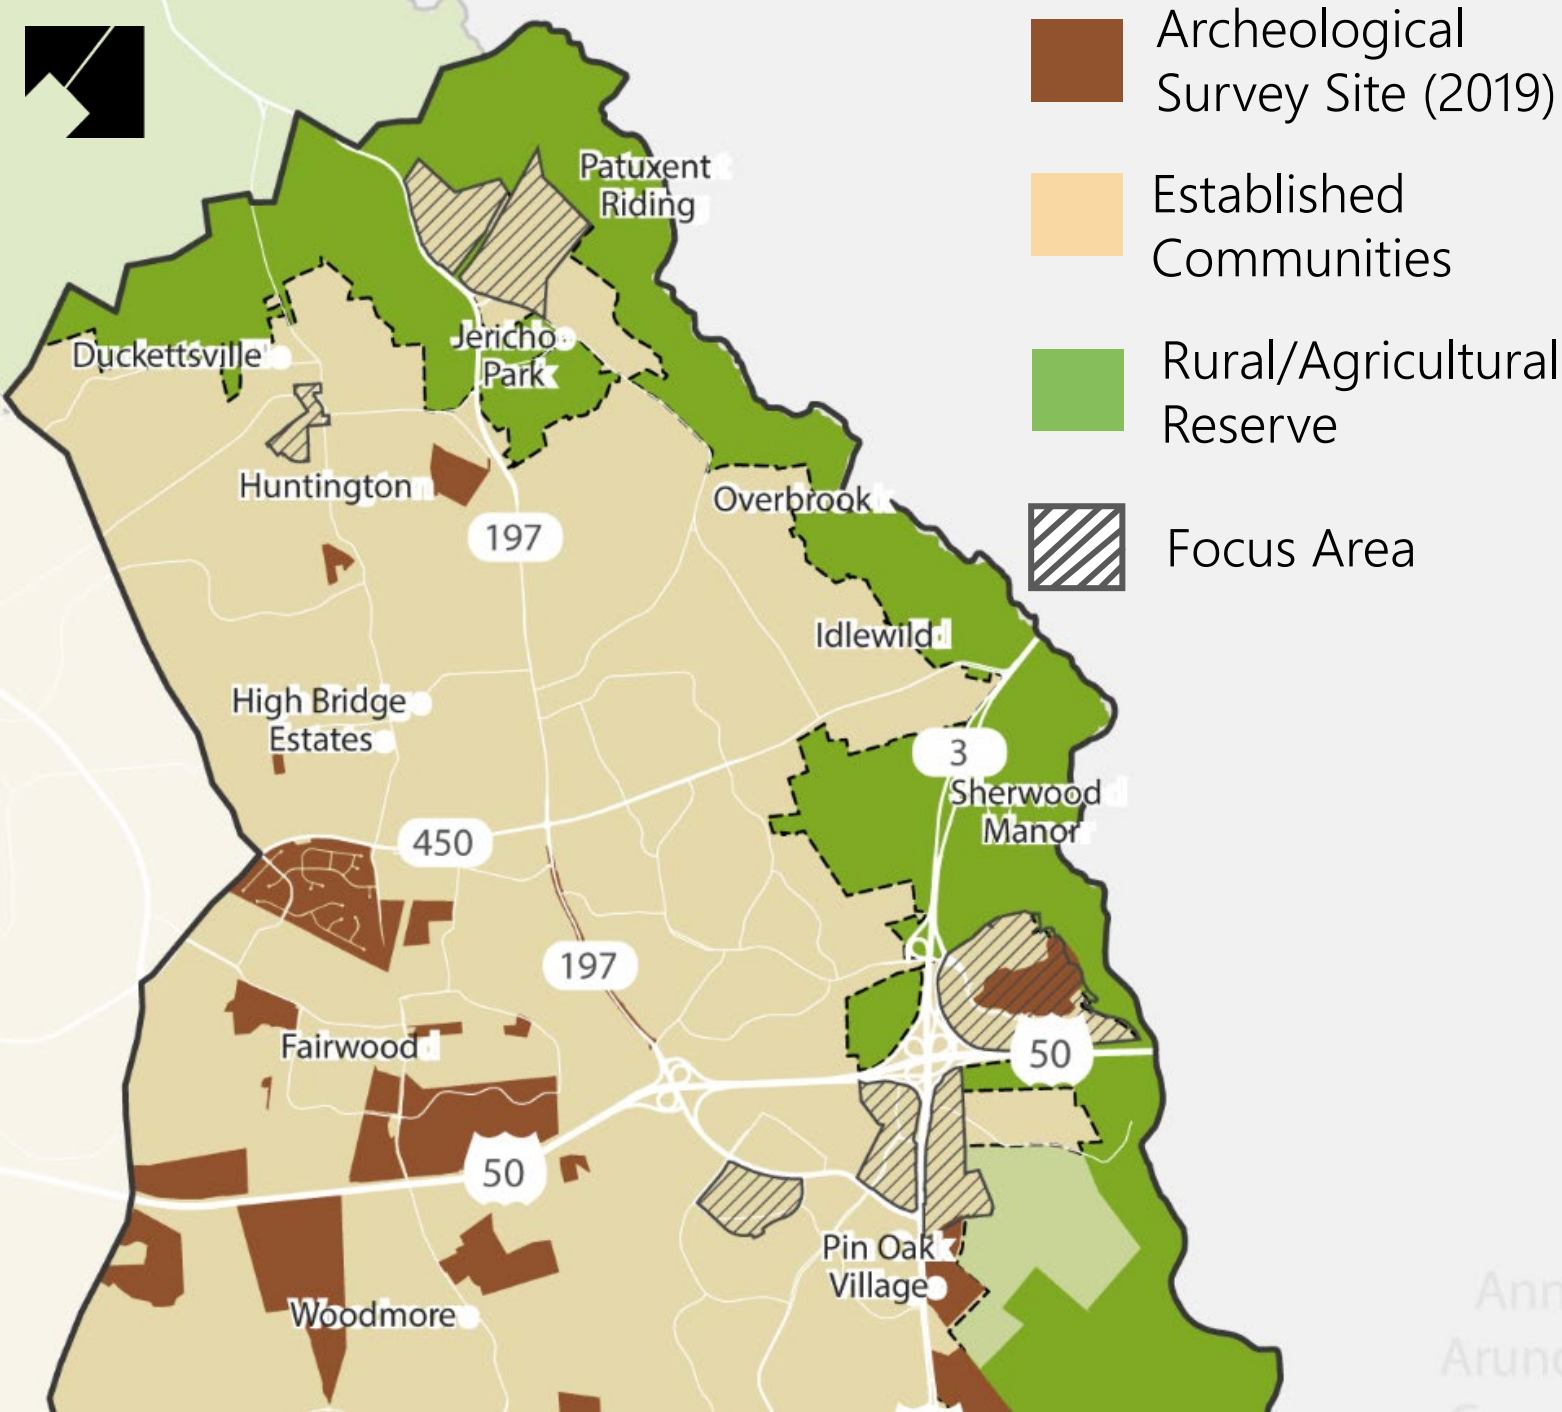 Archeological
Survey Site (2019)
Established
Communities
Rural/Agricultural
Reserve
Focus Area
Patuxent
Riding
Duckettsville
Jericho
Park
Huntington
197
Overbrook
Idlewild
High Bridge
Estates
3
Sherwood
Manor
450
197
Fairwood
50
50
Pin Oak
Village
Woodmore